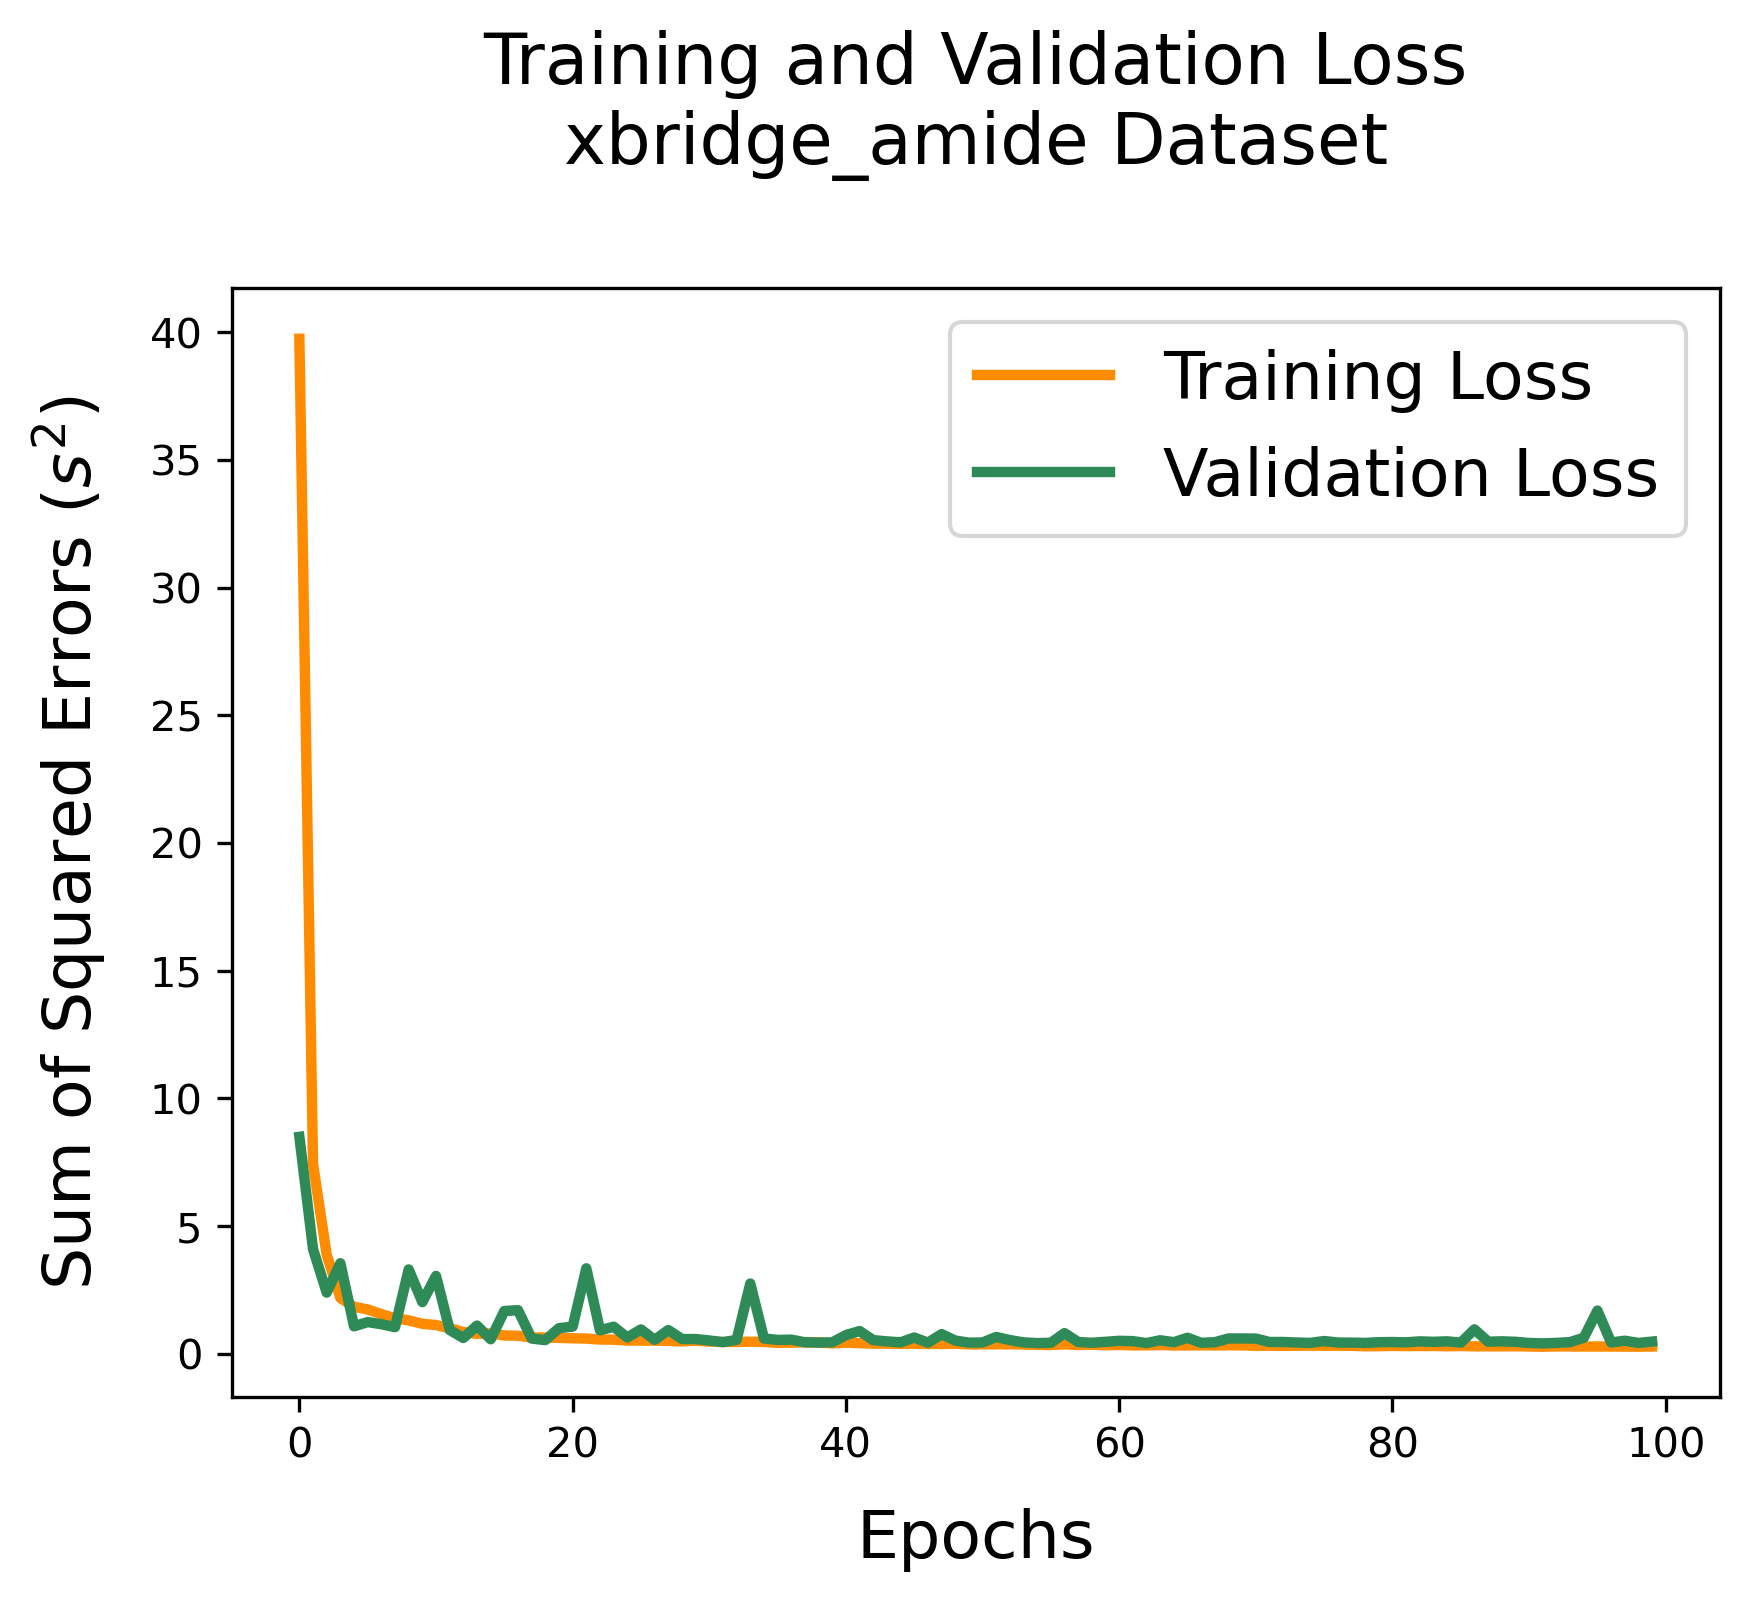 Training and Validation Loss
xbridge_amide Dataset
Training Loss
Validation Loss
Sum of Squared Errors (s²)
40
35
30
25
20
15
10
5
0
0 20 40 60 80 100
Epochs